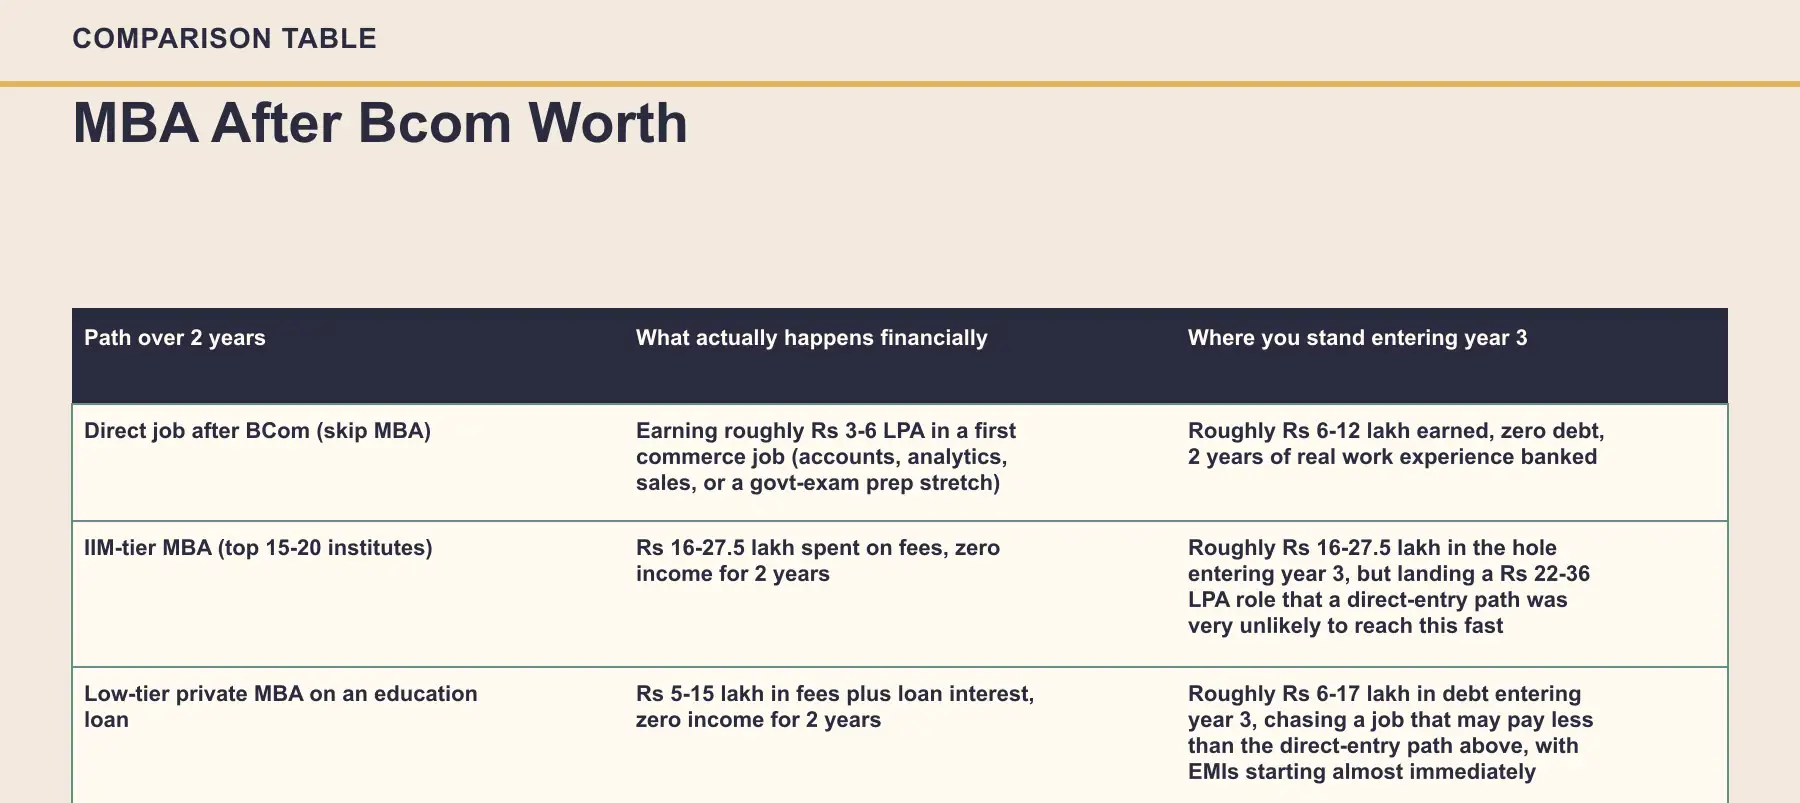 COMPARISON TABLE
MBA After Bcom Worth
Path over 2 years
What actually happens financially
Where you stand entering year 3
Direct job after BCom (skip MBA)
Earning roughly Rs 3-6 LPA in a first
commerce job (accounts, analytics,
sales, or a govt-exam prep stretch)
Roughly Rs 6-12 lakh earned, zero debt,
2 years of real work experience banked
IIM-tier MBA (top 15-20 institutes)
Rs 16-27.5 lakh spent on fees, zero
income for 2 years
Roughly Rs 16-27.5 lakh in the hole
entering year 3, but landing a Rs 22-36
LPA role that a direct-entry path was
very unlikely to reach this fast
Low-tier private MBA on an education
loan
Rs 5-15 lakh in fees plus loan interest,
zero income for 2 years
Roughly Rs 6-17 lakh in debt entering
year 3, chasing a job that may pay less
than the direct-entry path above, with
EMIs starting almost immediately